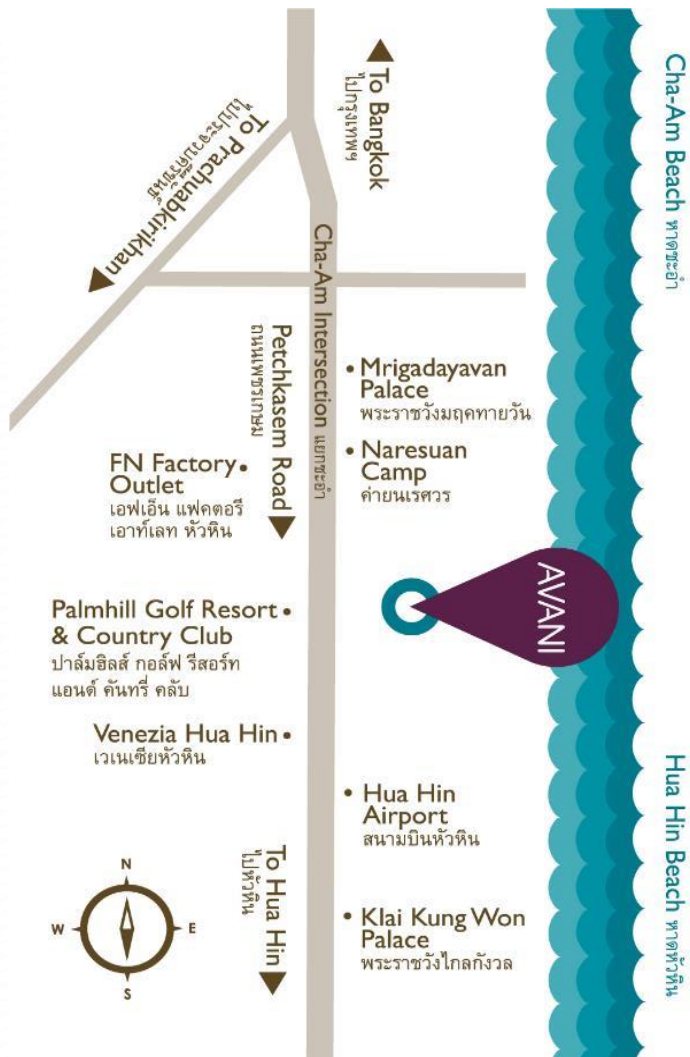 To Bangkok
ไปกรุงเทพฯ
Cha-Am Beach หาดชะอำ
To Prachuabkirikhan
ไปประจวบคีรีขันธ์
Cha-Am Intersection แยกชะอำ
Petchkasem Road
ถนนเพชรเกษม
Mrigadayavan
Palace
พระราชวังมฤคทายวัน
Naresuan
Camp
ค่ายนเรศวร
FN Factory
Outlet
เอฟเอ็น แฟคตอรี
เอาท์เลท หัวหิน
AVANI
Palmhill Golf Resort
& Country Club
ปาล์มฮิลส์ กอล์ฟ รีสอร์ท
แอนด์ คันทรี่ คลับ
Venezia Hua Hin
เวเนเซียหัวหิน
Hua Hin
Airport
สนามบินหัวหิน
Hua Hin Beach หาดหัวหิน
To Hua Hin
ไปหัวหิน
Klai Kung Won
Palace
พระราชวังไกลกังวล
N
W
E
S